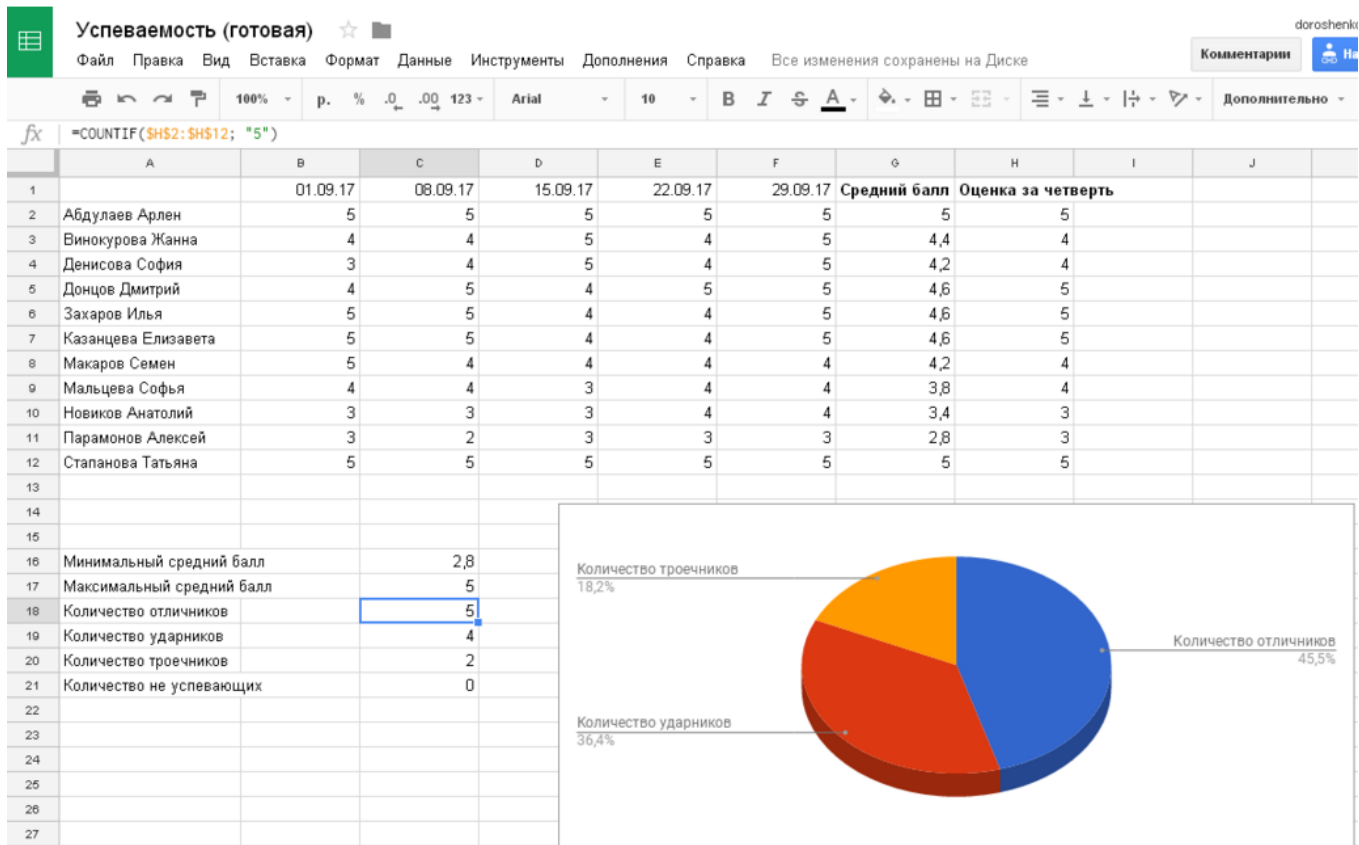 Успеваемость (готовая)
doroshenko
Файл Правка Вид Вставка Формат Данные Инструменты Дополнения Справка Все изменения сохранены на Диске
Комментарии На
100% р. % .0 .00 123 Arial 10 B I S A Дополнительно
fx =COUNTIF($H$2:$H$12; "5")
A B C D E F G H I J
1 01.09.17 08.09.17 15.09.17 22.09.17 29.09.17 Средний балл Оценка за четверть
2 Абдулаев Арлен 5 5 5 5 5 5 5
3 Винокурова Жанна 4 4 5 4 5 4,4 4
4 Денисова София 3 4 5 4 5 4,2 4
5 Донцов Дмитрий 4 5 4 5 5 4,6 5
6 Захаров Илья 5 5 4 4 5 4,6 5
7 Казанцева Елизавета 5 5 4 4 5 4,6 5
8 Макаров Семен 5 4 4 4 4 4,2 4
9 Мальцева Софья 4 4 3 4 4 3,8 4
10 Новиков Анатолий 3 3 3 4 4 3,4 3
11 Парамонов Алексей 3 2 3 3 3 2,8 3
12 Стапанова Татьяна 5 5 5 5 5 5 5
13
14
15
16 Минимальный средний балл 2,8
17 Максимальный средний балл 5
18 Количество отличников 5
19 Количество ударников 4
20 Количество троечников 2
21 Количество не успевающих 0
22
23
24
25
26
27
Количество троечников
18,2%
Количество отличников
45,5%
Количество ударников
36,4%